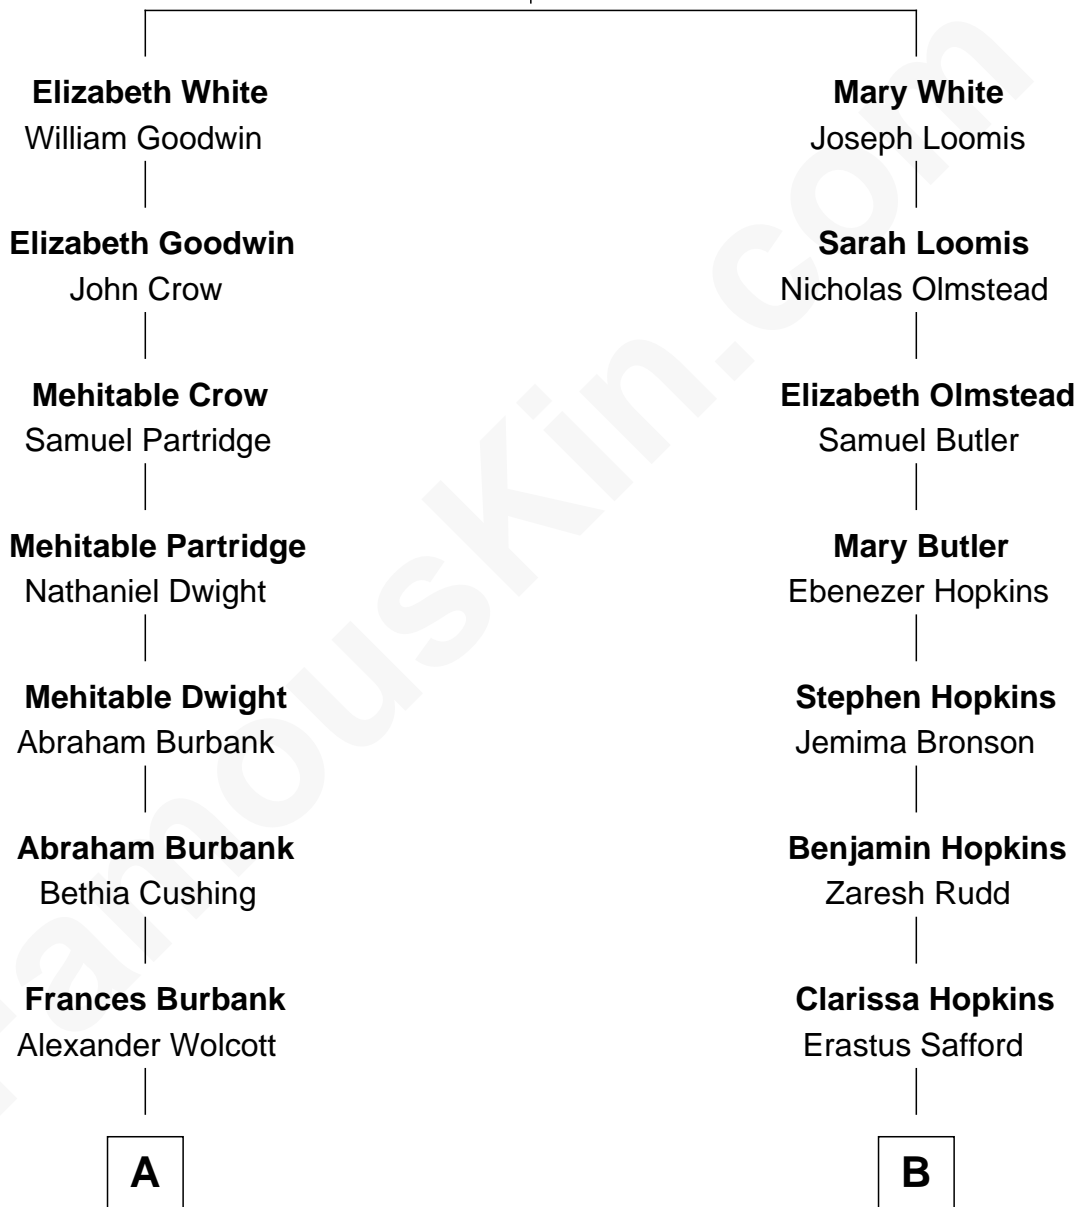 Elizabeth White
William Goodwin
Elizabeth Goodwin
John Crow
Mehitable Crow
Samuel Partridge
Mehitable Partridge
Nathaniel Dwight
Mehitable Dwight
Abraham Burbank
Abraham Burbank
Bethia Cushing
Frances Burbank
Alexander Wolcott
A
Mary White
Joseph Loomis
Sarah Loomis
Nicholas Olmstead
Elizabeth Olmstead
Samuel Butler
Mary Butler
Ebenezer Hopkins
Stephen Hopkins
Jemima Bronson
Benjamin Hopkins
Zaresh Rudd
Clarissa Hopkins
Erastus Safford
B
FamousKin.com